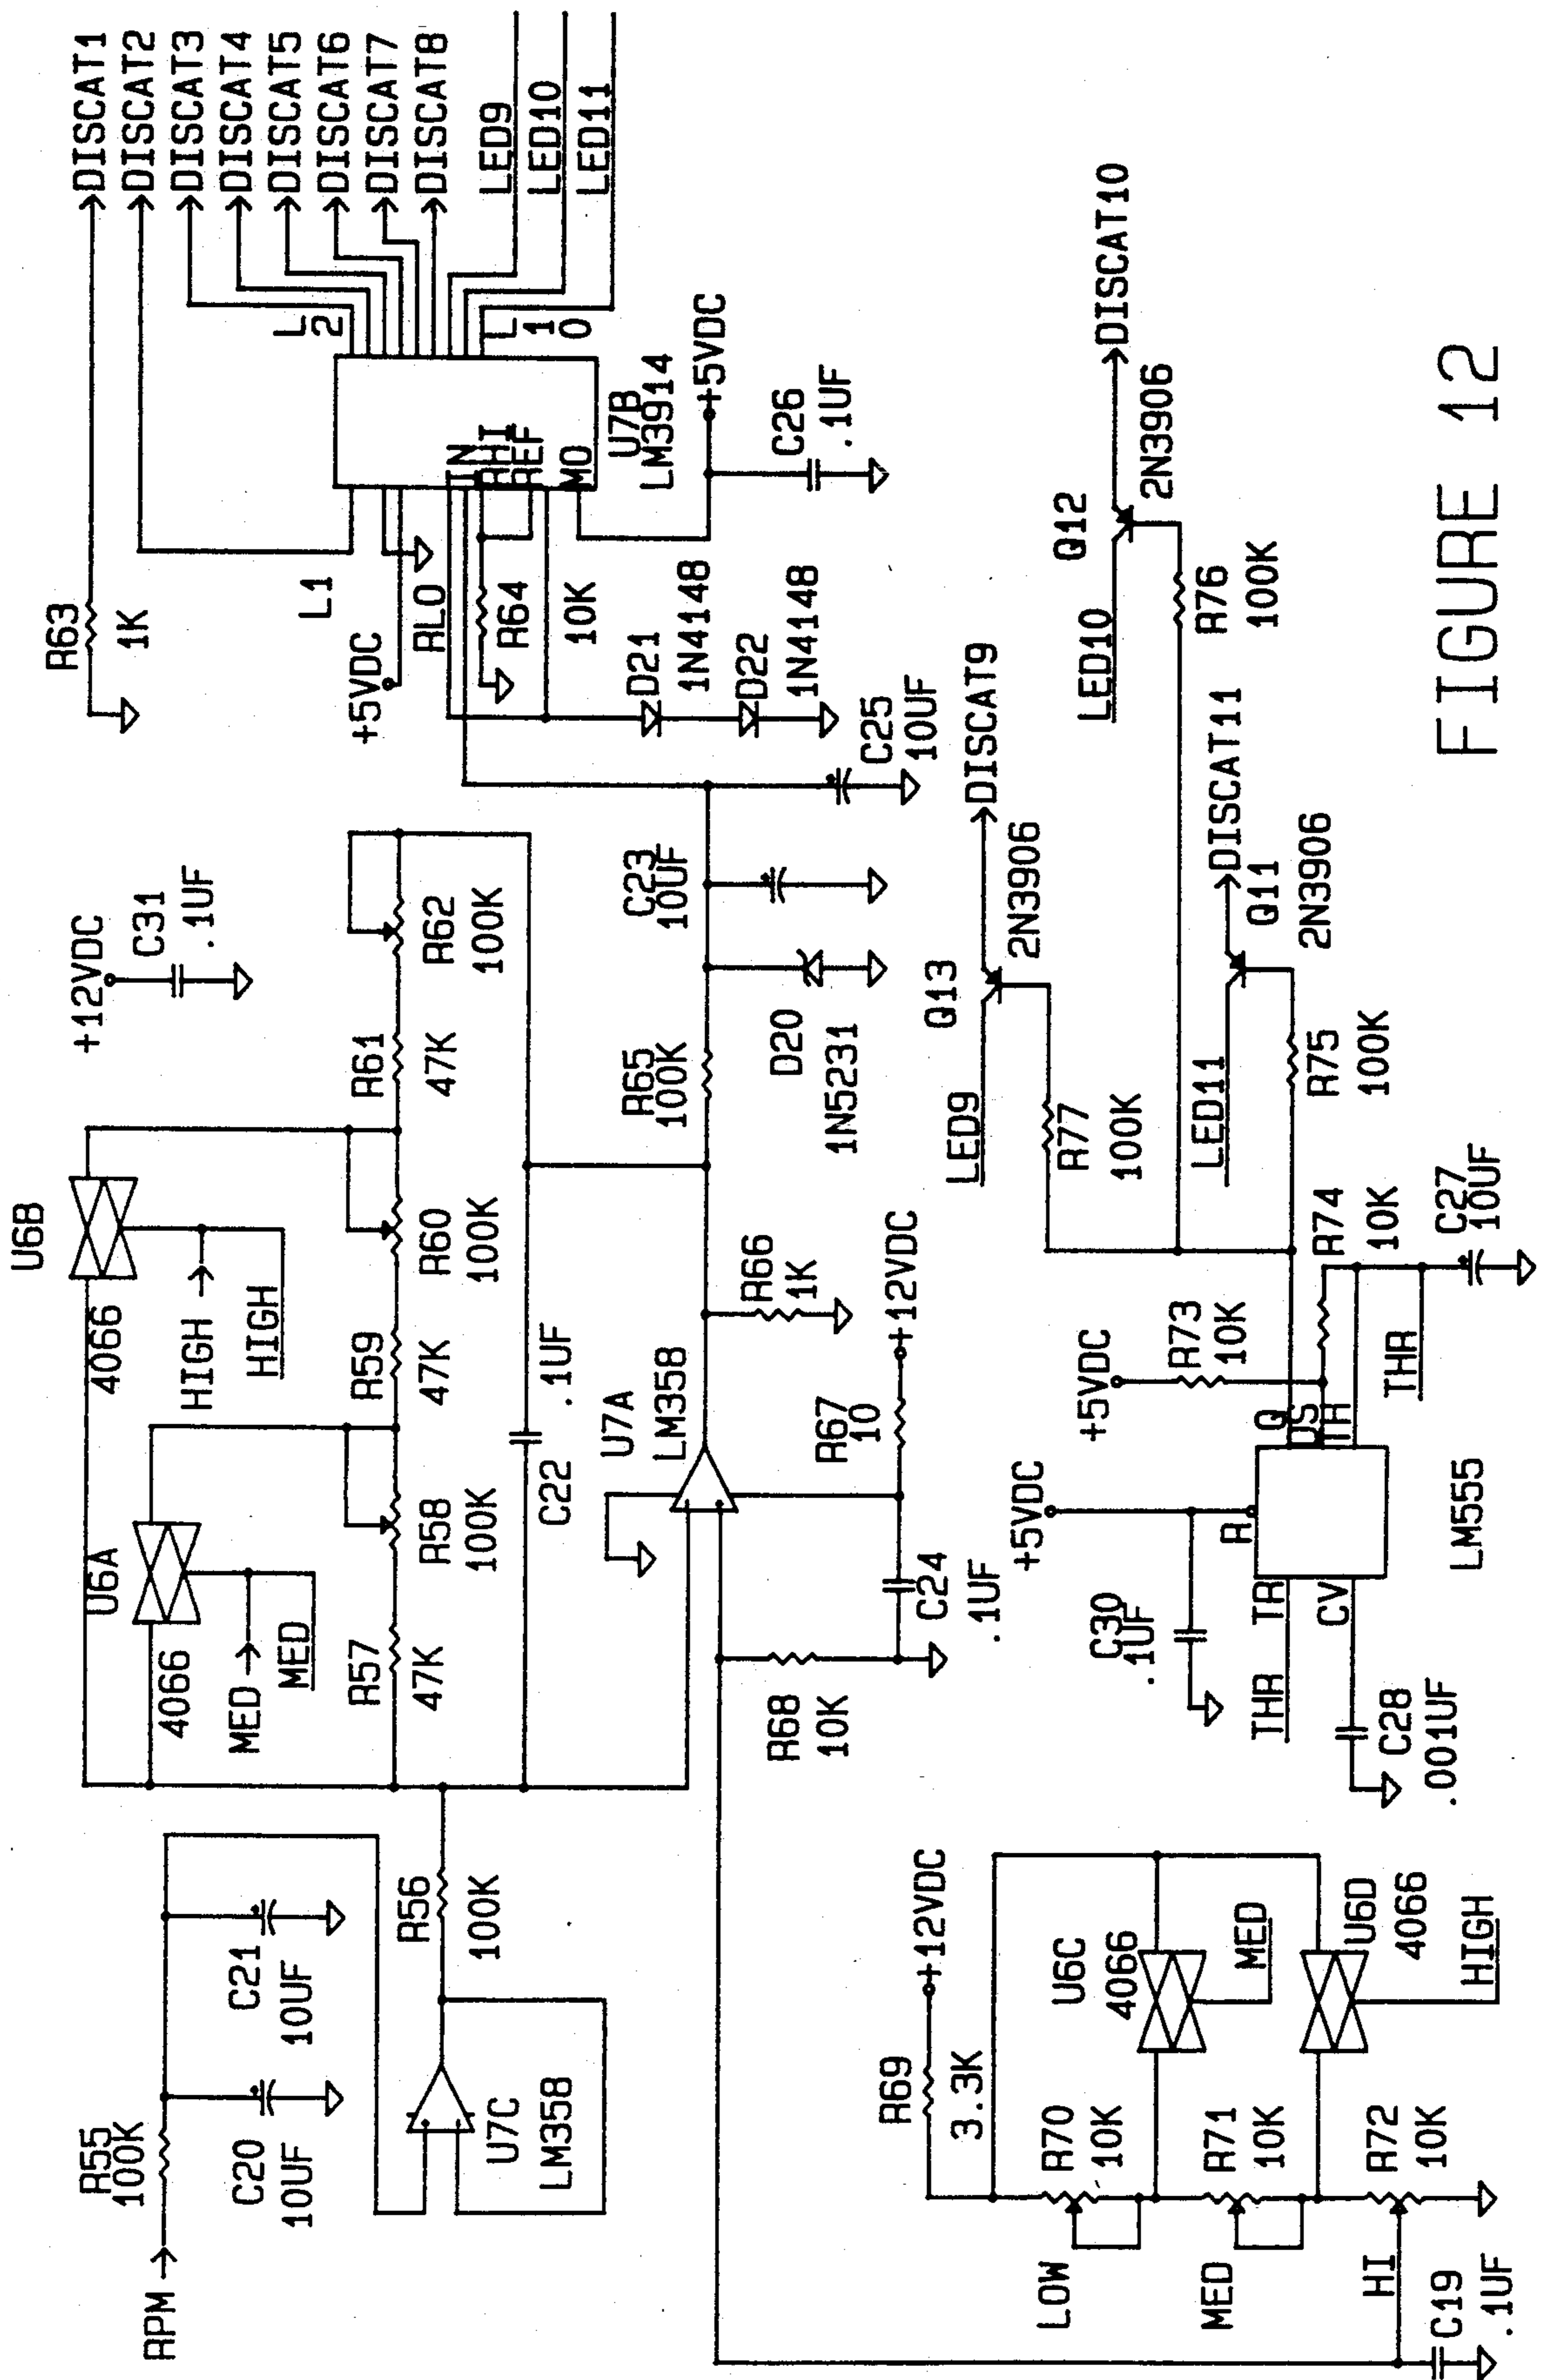 RPM
R55
100K
C20
10UF
C21
10UF
U7C
LM358
R56
100K
U6A
4066
MED
MED
R57
47K
R58
100K
U6B
4066
HIGH
HIGH
R59
47K
R60
100K
R61
47K
R62
100K
+12VDC
C31
.1UF
C22
.1UF
U7A
LM358
R66
1K
R67
10
+12VDC
C24
.1UF
R68
10K
R65
100K
D20
1N5231
C23
10UF
C25
10UF
R63
1K
L1
+5VDC
RLO
R64
10K
D21
1N4148
D22
1N4148
IN
RHI
REF
MO
U7B
LM3914
L
2
L
1
0
+5VDC
C26
.1UF
DISCAT1
DISCAT2
DISCAT3
DISCAT4
DISCAT5
DISCAT6
DISCAT7
DISCAT8
LED9
LED10
LED11
R69
3.3K
+12VDC
LOW
R70
10K
MED
R71
10K
HI
R72
10K
C19
.1UF
U6C
4066
MED
U6D
4066
HIGH
THR
TR
CV
C28
.001UF
C30
.1UF
+5VDC
R
LM555
Q
DS
TH
+5VDC
R73
10K
R74
10K
THR
C27
10UF
LED9
Q13
2N3906
DISCAT9
R77
100K
LED11
Q11
2N3906
DISCAT11
R75
100K
LED10
Q12
2N3906
DISCAT10
R76
100K
FIGURE 12